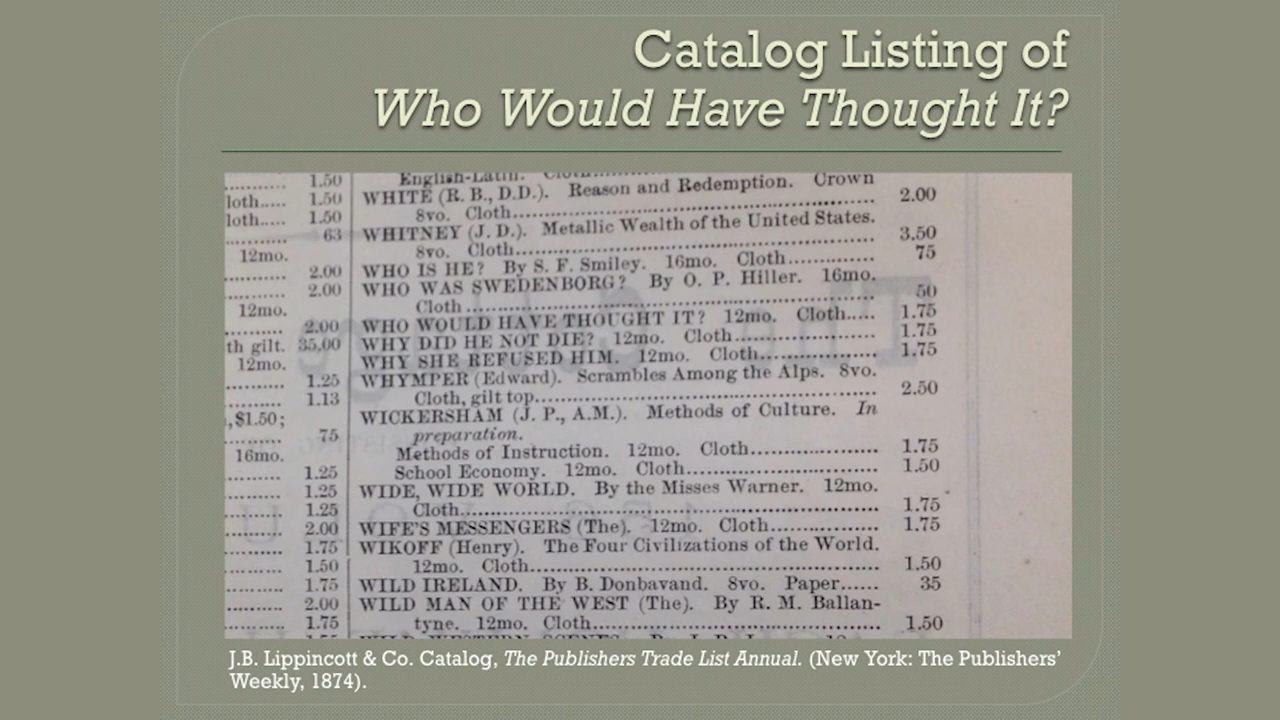 Catalog Listing of
Who Would Have Thought It?
1.50
loth..... 1.50
loth..... 1.50
63
12mo.
2.00
2.00
12mo.
2.00
th gilt. 35.00
12mo.
1.25
1.13
, $1.50;
75
16mo.
1.25
1.25
1.25
2.00
1.75
1.50
1.75
2.00
1.75
English-Latin. Cloth
WHITE (R. B., D.D.). Reason and Redemption. Crown
8vo. Cloth.......... 2.00
WHITNEY (J. D.). Metallic Wealth of the United States.
8vo. Cloth.......... 3.50
WHO IS HE? By S. F. Smiley. 16mo. Cloth.......... 75
WHO WAS SWEDENBORG? By O. P. Hiller. 16mo.
Cloth.......... 50
WHO WOULD HAVE THOUGHT IT? 12mo. Cloth..... 1.75
WHY DID HE NOT DIE? 12mo. Cloth.......... 1.75
WHY SHE REFUSED HIM. 12mo. Cloth.......... 1.75
WHYMPER (Edward). Scrambles Among the Alps. 8vo.
Cloth, gilt top.......... 2.50
WICKERSHAM (J. P., A.M.). Methods of Culture. In
preparation.
Methods of Instruction. 12mo. Cloth.......... 1.75
School Economy. 12mo. Cloth.......... 1.50
WIDE, WIDE WORLD. By the Misses Warner. 12mo.
Cloth.......... 1.75
WIFE'S MESSENGERS (The). 12mo. Cloth.......... 1.75
WIKOFF (Henry). The Four Civilizations of the World.
12mo. Cloth.......... 1.50
WILD IRELAND. By B. Donbavand. 8vo. Paper...... 35
WILD MAN OF THE WEST (The). By R. M. Ballan-
tyne. 12mo. Cloth.......... 1.50
J.B. Lippincott & Co. Catalog, The Publishers Trade List Annual. (New York: The Publishers'
Weekly, 1874).